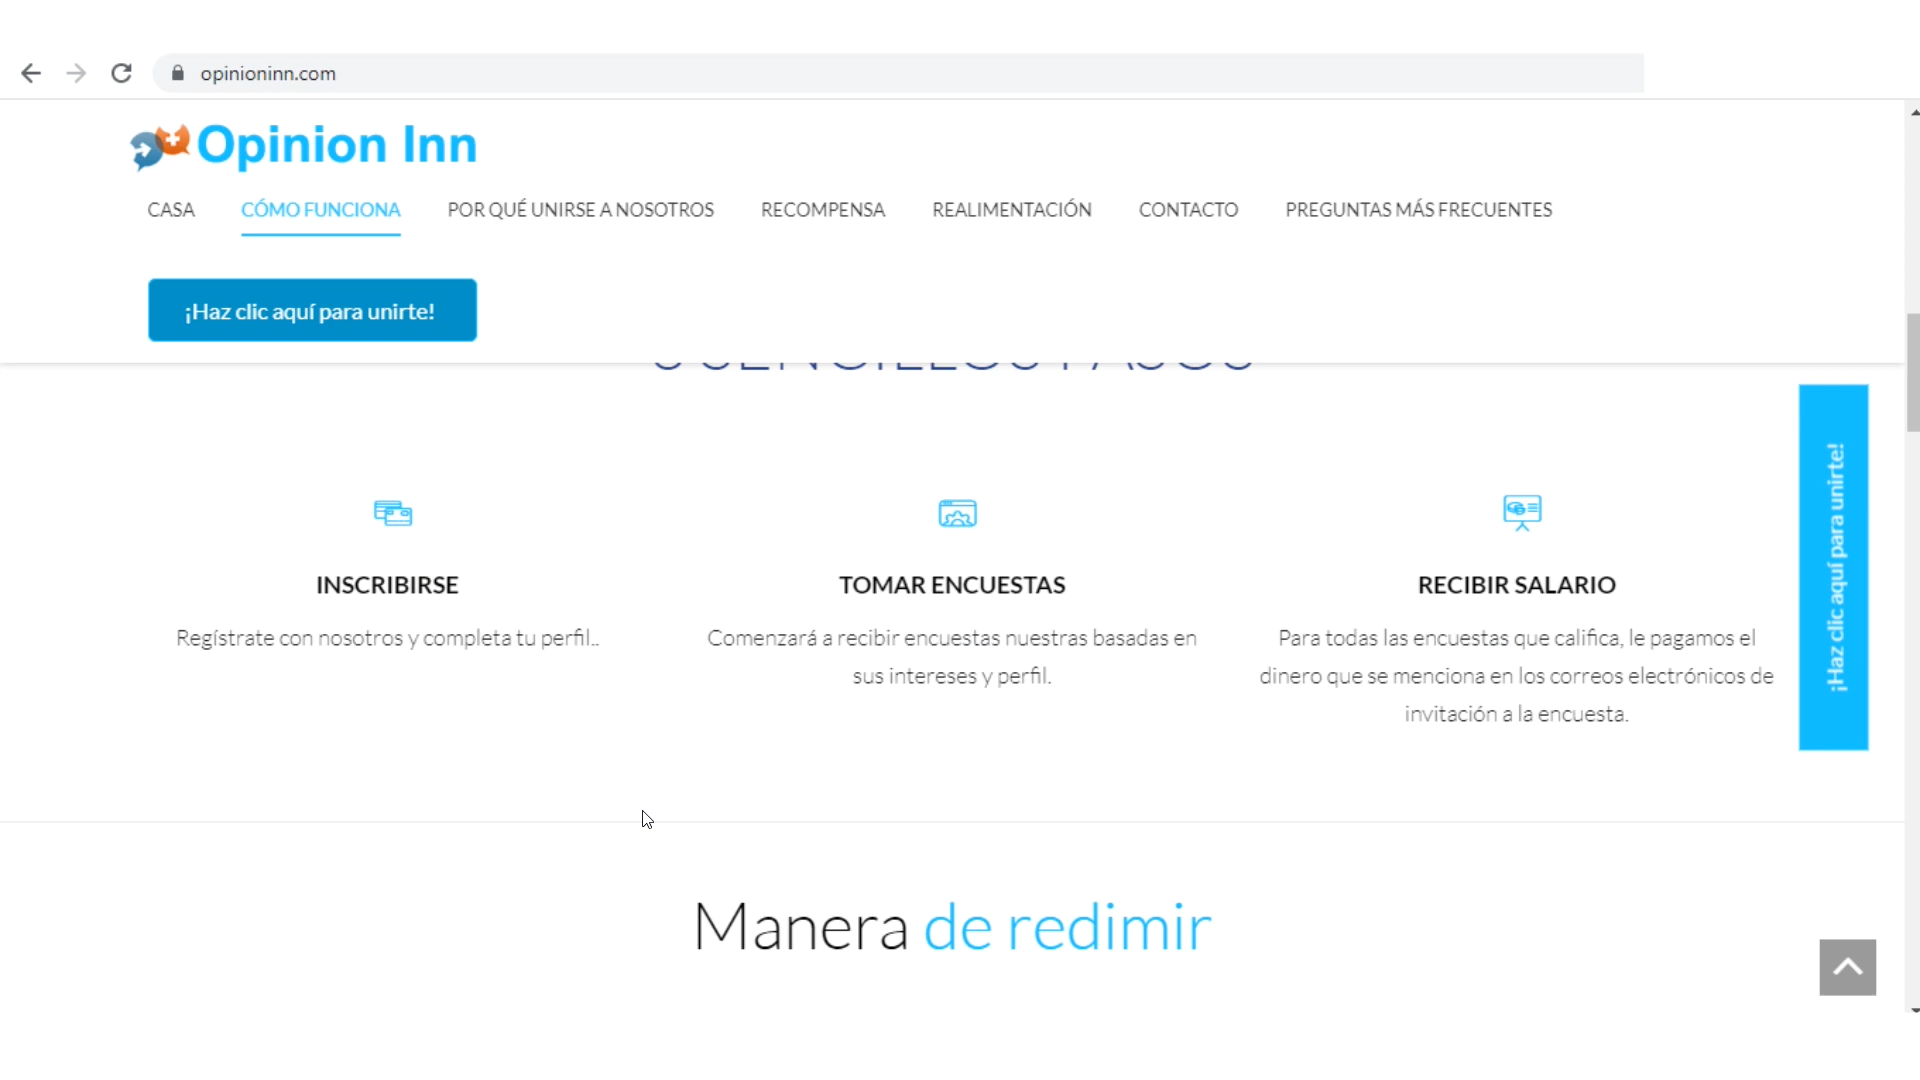 opinioninn.com
Opinion Inn
CASA
CÓMO FUNCIONA
POR QUÉ UNIRSE A NOSOTROS
RECOMPENSA
REALIMENTACIÓN
CONTACTO
PREGUNTAS MÁS FRECUENTES
¡Haz clic aquí para unirte!
INSCRIBIRSE
Regístrate con nosotros y completa tu perfil..
TOMAR ENCUESTAS
Comenzará a recibir encuestas nuestras basadas en
sus intereses y perfil.
RECIBIR SALARIO
Para todas las encuestas que califica, le pagamos el
dinero que se menciona en los correos electrónicos de
invitación a la encuesta.
¡Haz clic aquí para unirte!
Manera de redimir